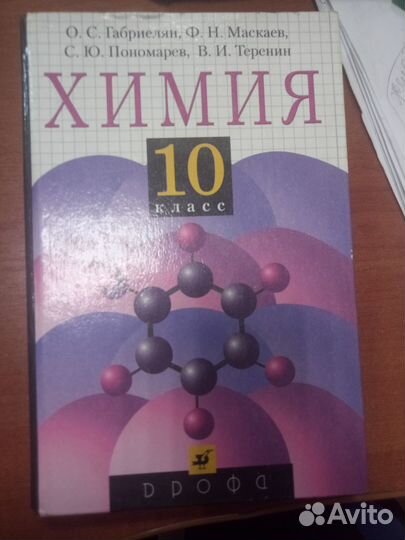 О. С. Габриелян, Ф. Н. Маскаев,
С. Ю. Пономарев, В. И. Теренин
ХИМИЯ
10
класс
ДРОФА
Avito